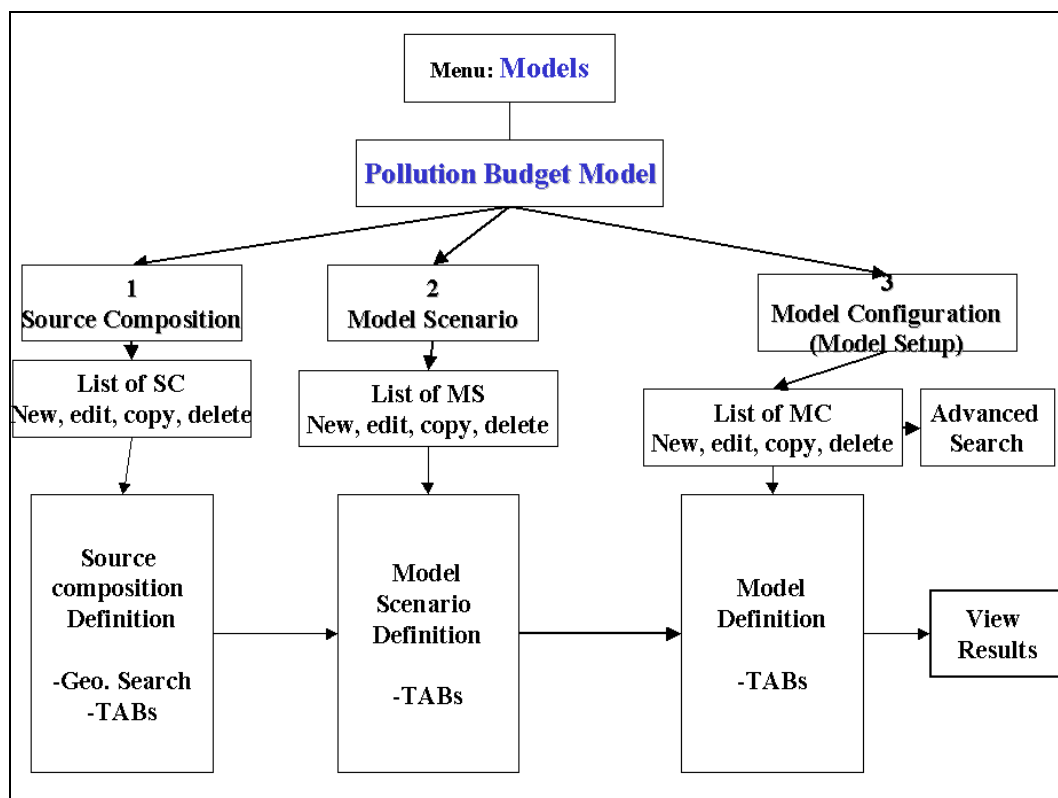 Menu: Models
Pollution Budget Model
1
Source Composition
2
Model Scenario
3
Model Configuration
(Model Setup)
List of SC
New, edit, copy, delete
List of MS
New, edit, copy, delete
List of MC
New, edit, copy, delete
Advanced
Search
Source
composition
Definition
-Geo. Search
-TABs
Model
Scenario
Definition
-TABs
Model
Definition
-TABs
View
Results